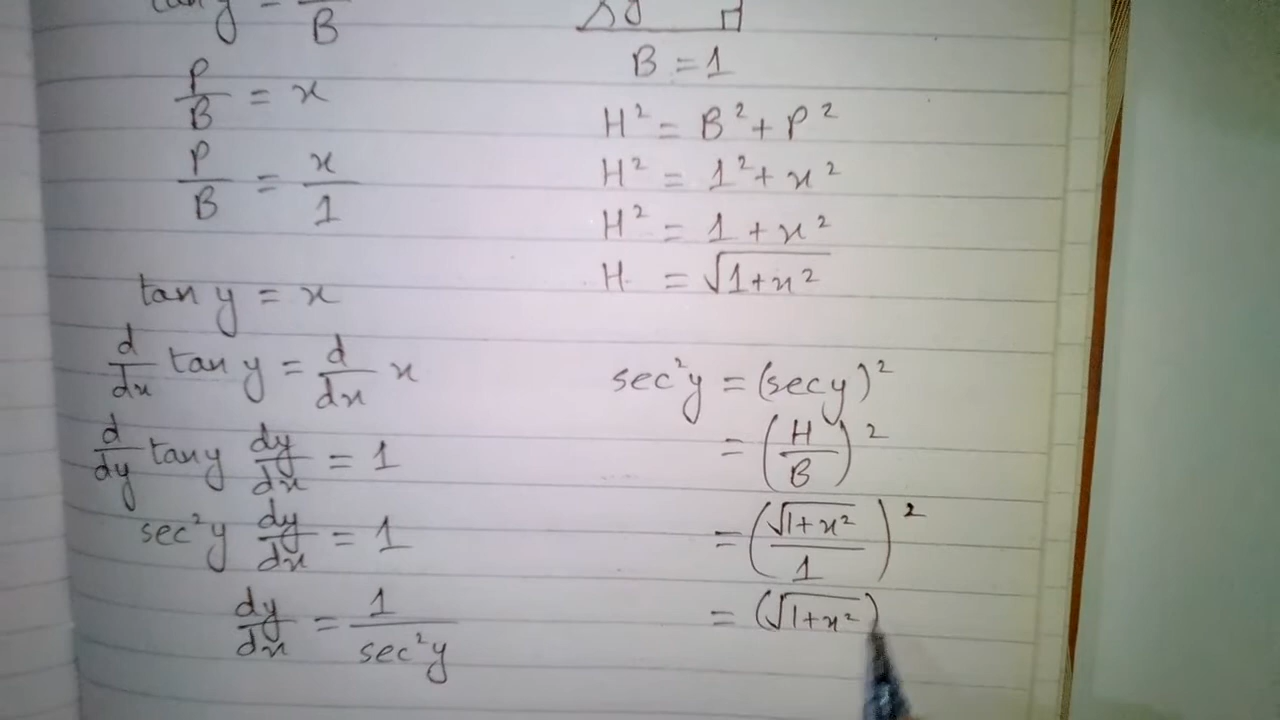 tan y = —/B
P/B = x
P/B = x/1
tan y = x
d/dx tan y = d/dx x
d/dy tan y dy/dx = 1
sec²y dy/dx = 1
dy/dx = 1/sec²y
y
B = 1
H² = B² + P²
H² = 1² + x²
H² = 1 + x²
H = √(1+x²)
sec²y = (sec y)²
= (H/B)²
= (√(1+x²)/1)²
= (√(1+x²))